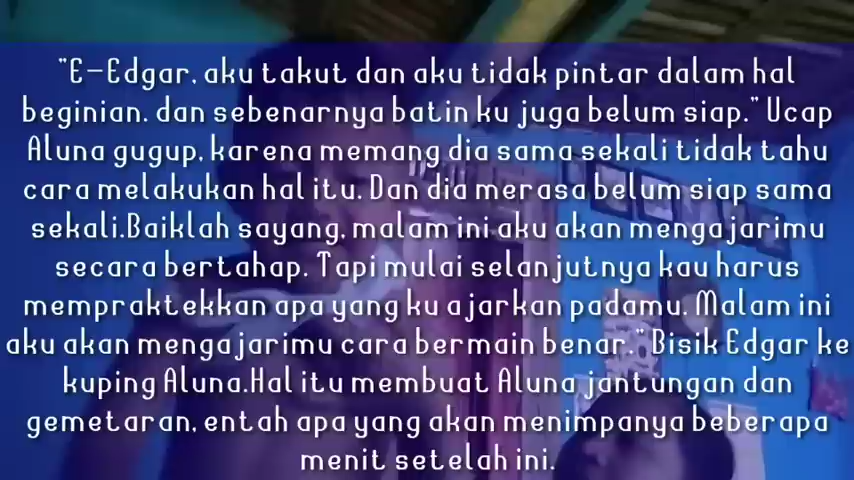 "E-Edgar, aku takut dan aku tidak pintar dalam hal
beginian. dan sebenarnya batin ku juga belum siap." Ucap
Aluna gugup, karena memang dia sama sekali tidak tahu
cara melakukan hal itu. Dan dia merasa belum siap sama
sekali.Baiklah sayang, malam ini aku akan mengajarimu
secara bertahap. Tapi mulai selanjutnya kau harus
mempraktekkan apa yang ku ajarkan padamu. Malam ini
aku akan mengajarimu cara bermain benar." Bisik Edgar ke
kuping Aluna.Hal itu membuat Aluna jantungan dan
gemetaran, entah apa yang akan menimpanya beberapa
menit setelah ini.